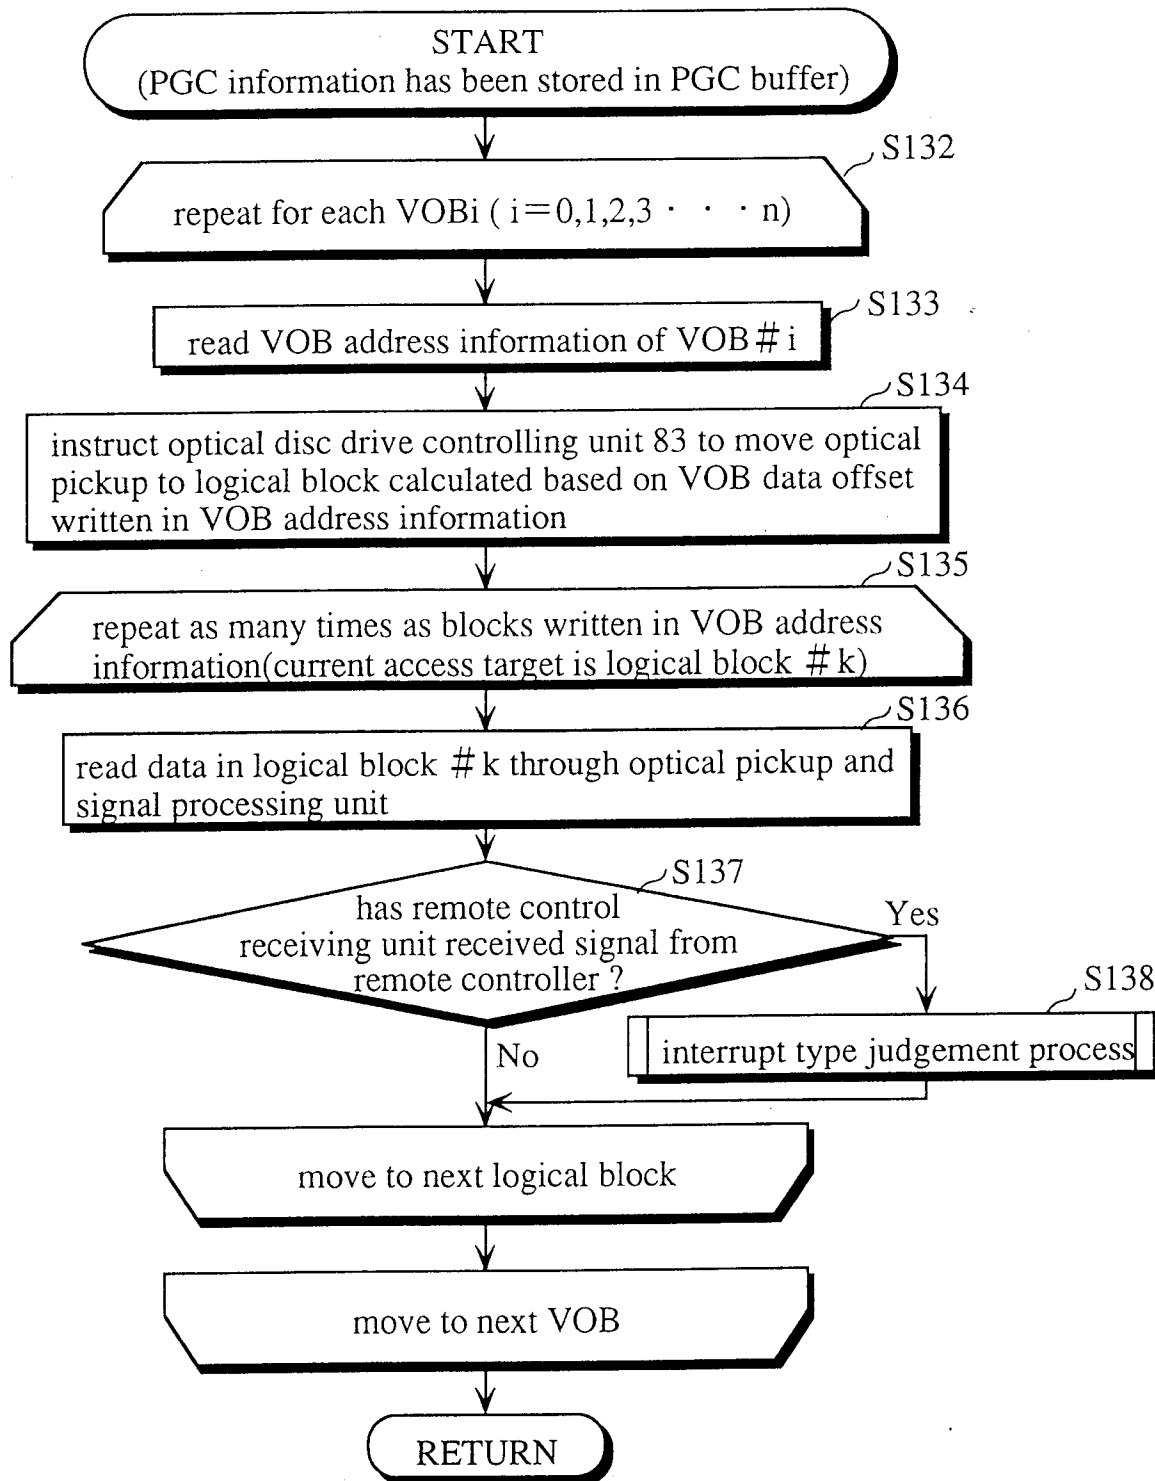 START
(PGC information has been stored in PGC buffer)
S132
repeat for each VOBi ( i=0,1,2,3 · · · n)
S133
read VOB address information of VOB # i
S134
instruct optical disc drive controlling unit 83 to move optical
pickup to logical block calculated based on VOB data offset
written in VOB address information
S135
repeat as many times as blocks written in VOB address
information(current access target is logical block # k)
S136
read data in logical block # k through optical pickup and
signal processing unit
S137
has remote control
receiving unit received signal from
remote controller ?
Yes
S138
interrupt type judgement process
No
move to next logical block
move to next VOB
RETURN